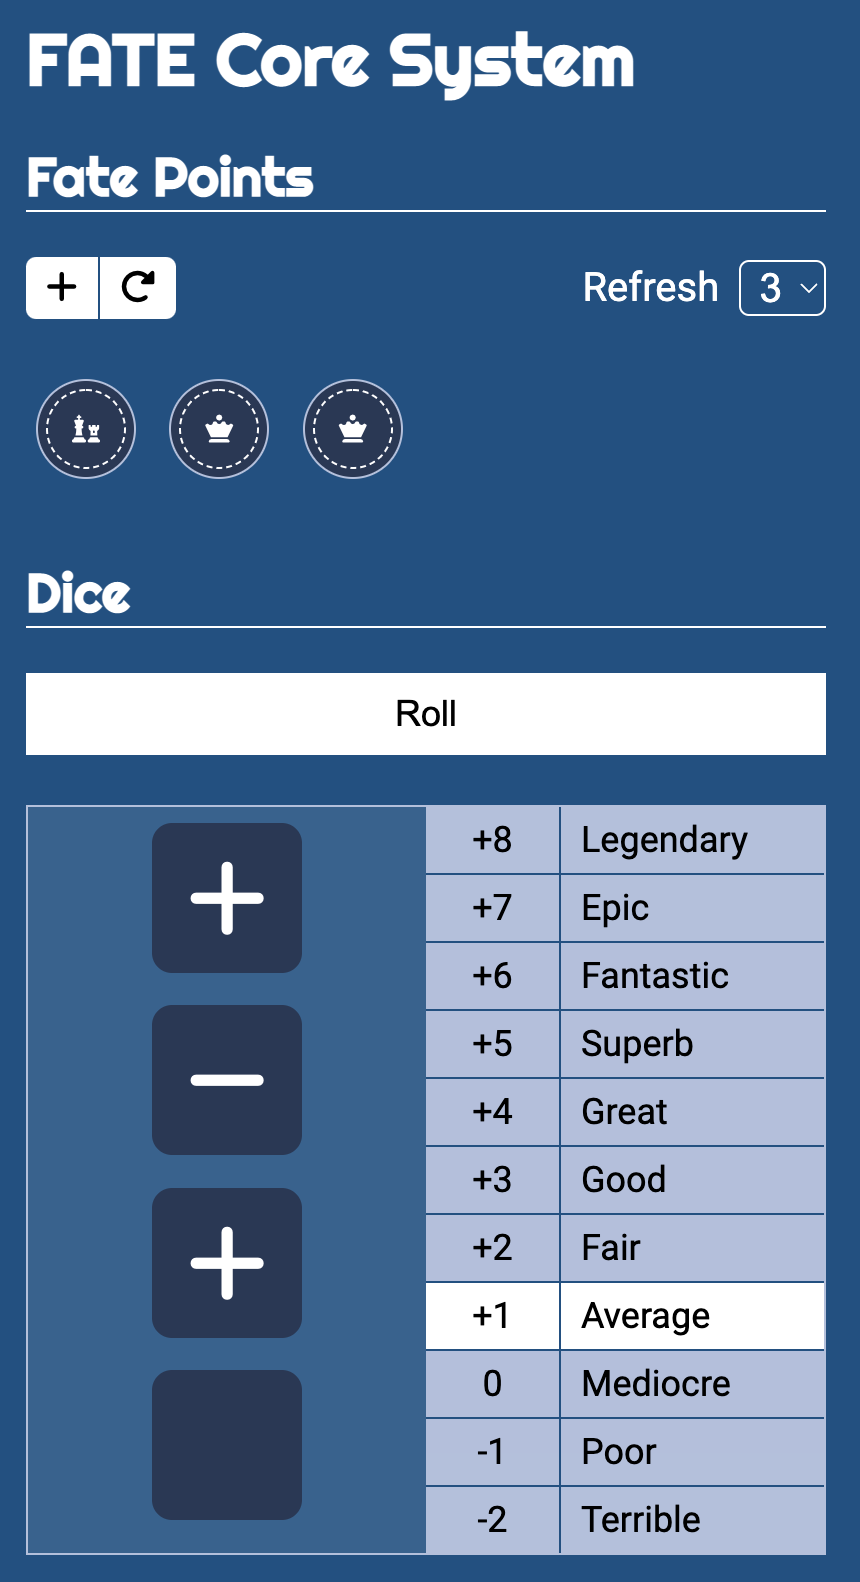 FATE Core System
Fate Points
Refresh 3
Dice
Roll
+8 Legendary
+7 Epic
+6 Fantastic
+5 Superb
+4 Great
+3 Good
+2 Fair
+1 Average
0 Mediocre
-1 Poor
-2 Terrible